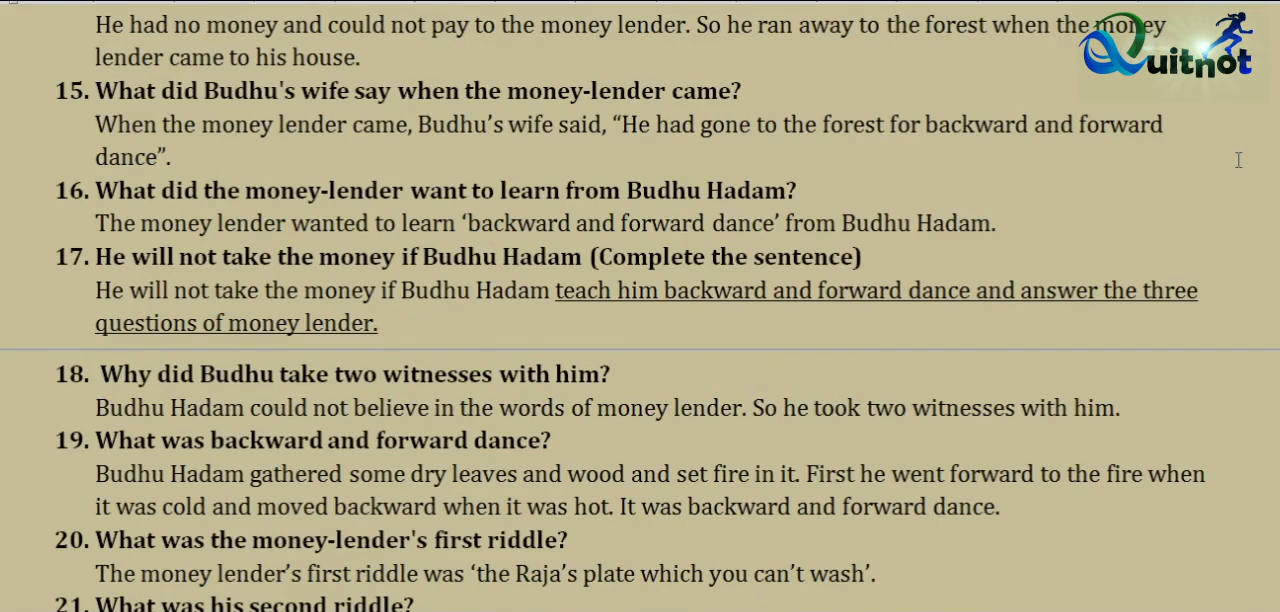 He had no money and could not pay to the money lender. So he ran away to the forest when the money
lender came to his house.
Quitnot
15. What did Budhu's wife say when the money-lender came?
When the money lender came, Budhu’s wife said, “He had gone to the forest for backward and forward
dance”.
16. What did the money-lender want to learn from Budhu Hadam?
The money lender wanted to learn ‘backward and forward dance’ from Budhu Hadam.
17. He will not take the money if Budhu Hadam (Complete the sentence)
He will not take the money if Budhu Hadam teach him backward and forward dance and answer the three
questions of money lender.
18. Why did Budhu take two witnesses with him?
Budhu Hadam could not believe in the words of money lender. So he took two witnesses with him.
19. What was backward and forward dance?
Budhu Hadam gathered some dry leaves and wood and set fire in it. First he went forward to the fire when
it was cold and moved backward when it was hot. It was backward and forward dance.
20. What was the money-lender's first riddle?
The money lender’s first riddle was ‘the Raja’s plate which you can’t wash’.
21. What was his second riddle?